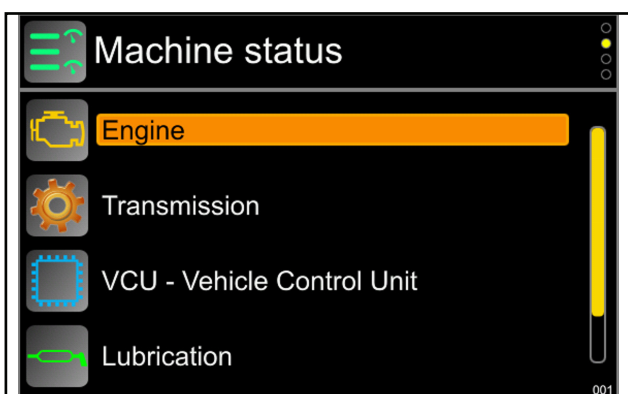 Machine status
Engine
Transmission
VCU - Vehicle Control Unit
Lubrication
001